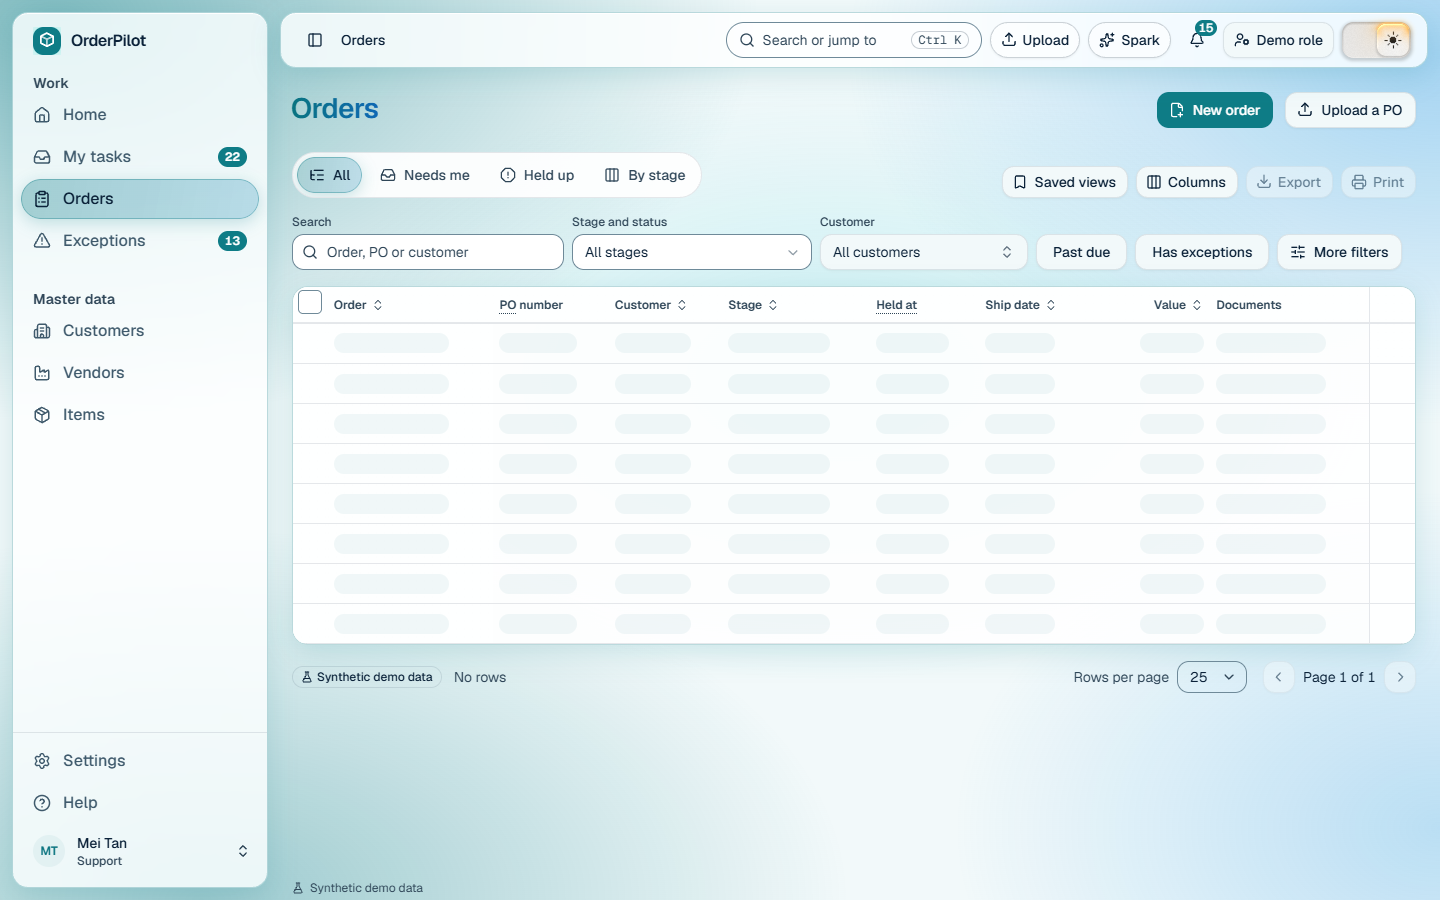 OrderPilot
Work
Home
My tasks 22
Orders
Exceptions 13
Master data
Customers
Vendors
Items
Settings
Help
MT Mei Tan
Support
Orders
Search or jump to Ctrl K
Upload
Spark
15
Demo role
Orders
New order
Upload a PO
All
Needs me
Held up
By stage
Saved views
Columns
Export
Print
Search
Order, PO or customer
Stage and status
All stages
Customer
All customers
Past due
Has exceptions
More filters
Order PO number Customer Stage Held at Ship date Value Documents
Synthetic demo data No rows
Rows per page 25 Page 1 of 1
Synthetic demo data